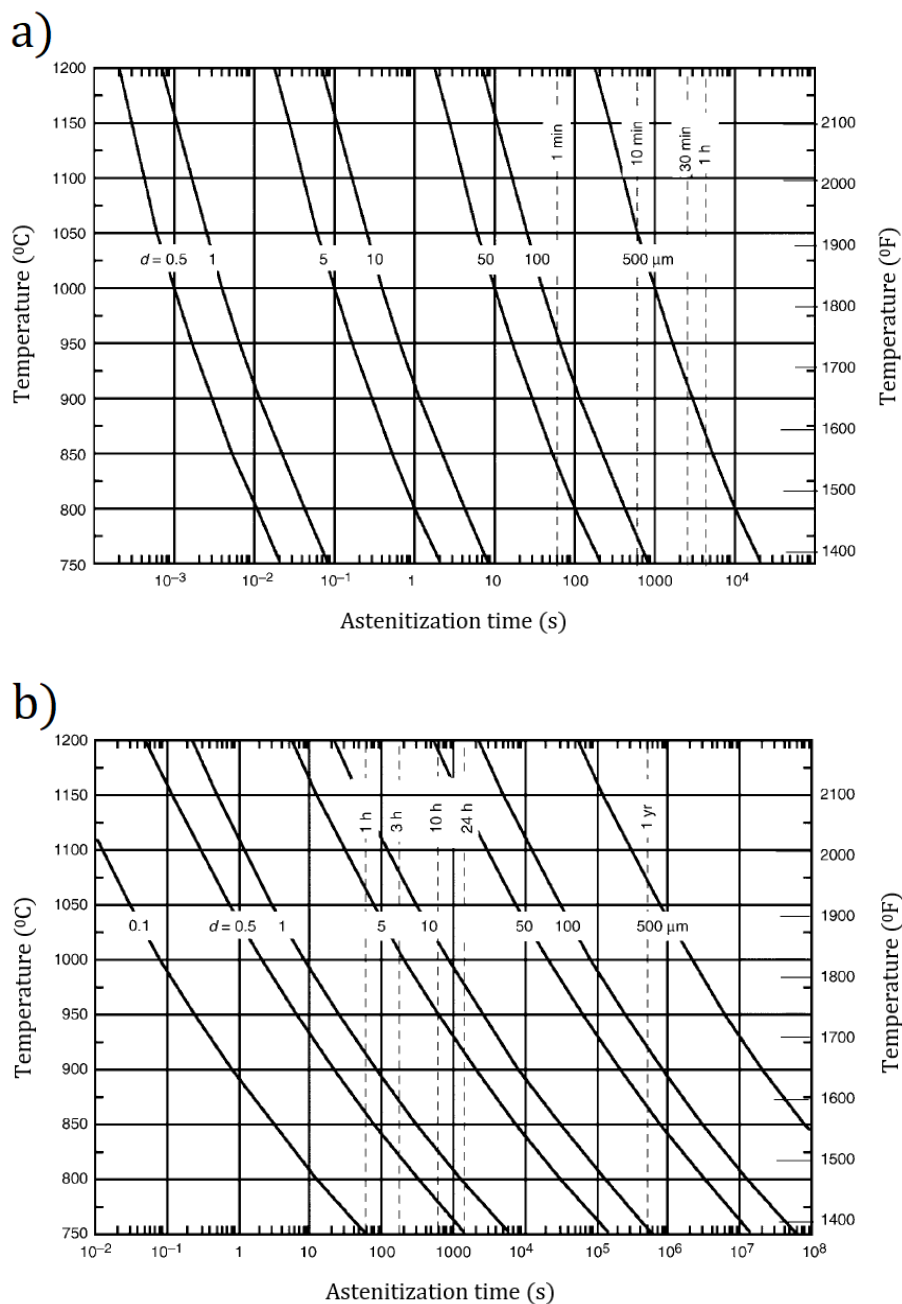 a)
1200
1150
1100
1050
1000
950
900
850
800
750
Temperature (⁰C)
d = 0.5 1 5 10 50 100 500 µm
1 min
10 min
30 min
1 h
2100
2000
1900
1800
1700
1600
1500
1400
Temperature (⁰F)
10⁻³ 10⁻² 10⁻¹ 1 10 100 1000 10⁴
Astenitization time (s)
b)
1200
1150
1100
1050
1000
950
900
850
800
750
Temperature (⁰C)
0.1 d = 0.5 1 5 10 50 100 500 µm
1 h
3 h
10 h
24 h
1 yr
2100
2000
1900
1800
1700
1600
1500
1400
Temperature (⁰F)
10⁻² 10⁻¹ 1 10 100 1000 10⁴ 10⁵ 10⁶ 10⁷ 10⁸
Astenitization time (s)